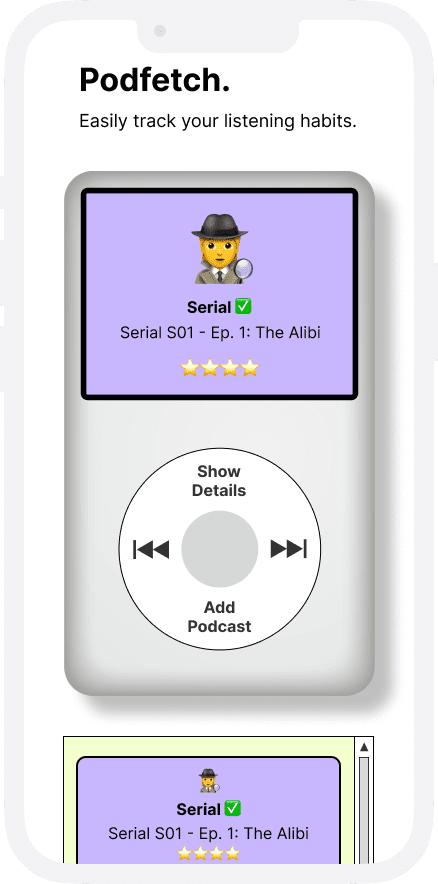 Podfetch.
Easily track your listening habits.
Serial ✅
Serial S01 - Ep. 1: The Alibi
⭐⭐⭐⭐
Show
Details
Add
Podcast
Serial ✅
Serial S01 - Ep. 1: The Alibi
⭐⭐⭐⭐